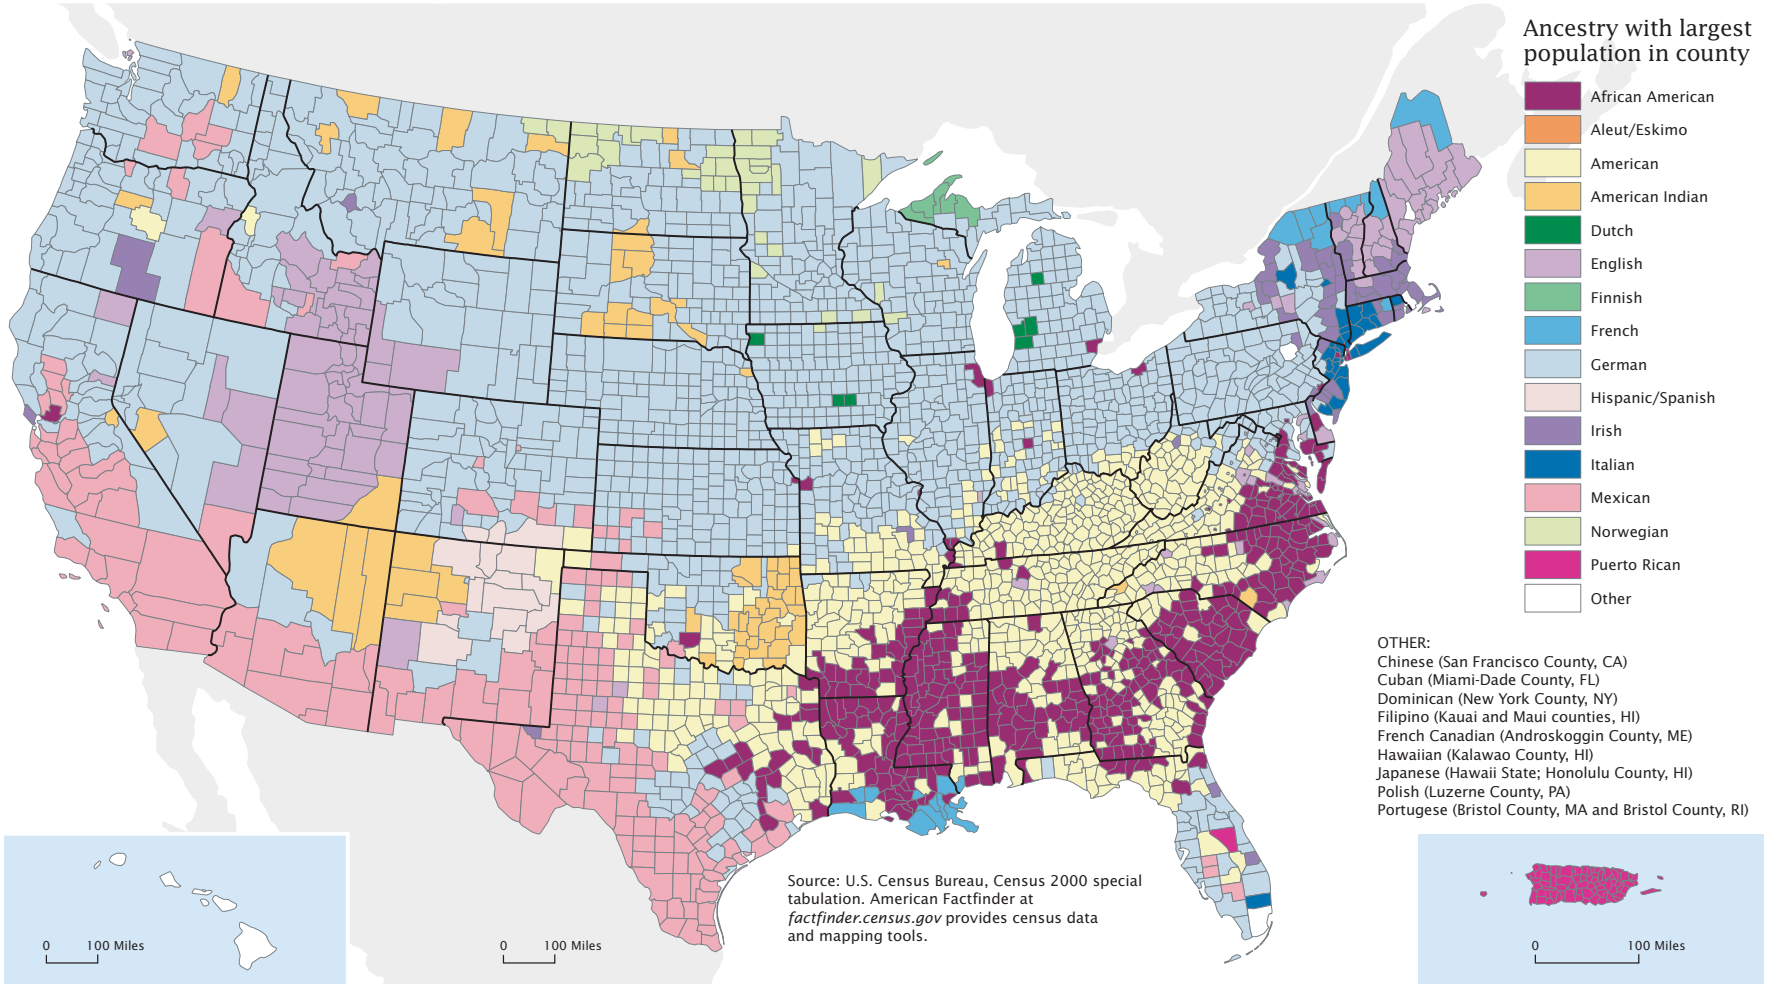 Ancestry with largest
population in county
African American
Aleut/Eskimo
American
American Indian
Dutch
English
Finnish
French
German
Hispanic/Spanish
Irish
Italian
Mexican
Norwegian
Puerto Rican
Other
OTHER:
Chinese (San Francisco County, CA)
Cuban (Miami-Dade County, FL)
Dominican (New York County, NY)
Filipino (Kauai and Maui counties, HI)
French Canadian (Androskoggin County, ME)
Hawaiian (Kalawao County, HI)
Japanese (Hawaii State; Honolulu County, HI)
Polish (Luzerne County, PA)
Portugese (Bristol County, MA and Bristol County, RI)
Source: U.S. Census Bureau, Census 2000 special
tabulation. American Factfinder at
factfinder.census.gov provides census data
and mapping tools.
0 100 Miles
0 100 Miles
0 100 Miles